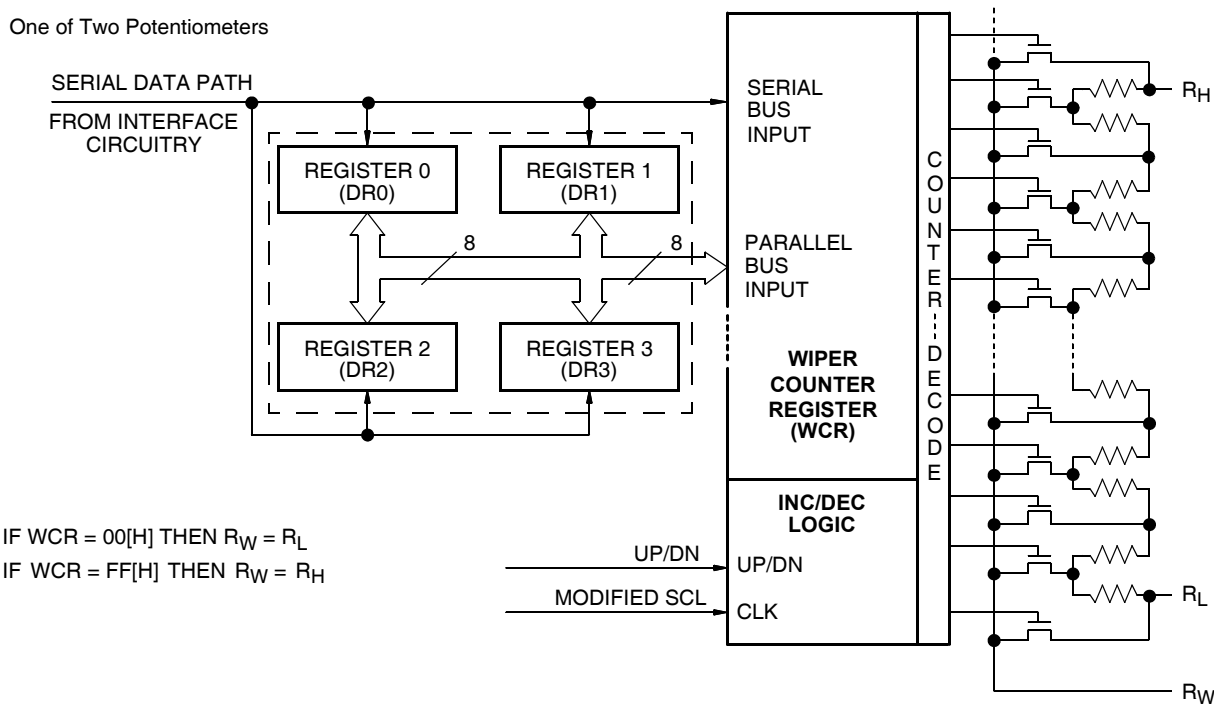 One of Two Potentiometers
SERIAL DATA PATH
FROM INTERFACE
CIRCUITRY
REGISTER 0
(DR0)
REGISTER 1
(DR1)
8
8
REGISTER 2
(DR2)
REGISTER 3
(DR3)
SERIAL
BUS
INPUT
PARALLEL
BUS
INPUT
WIPER
COUNTER
REGISTER
(WCR)
INC/DEC
LOGIC
UP/DN
UP/DN
MODIFIED SCL
CLK
COUNTER---DECODE
RH
RL
RW
IF WCR = 00[H] THEN RW = RL
IF WCR = FF[H] THEN RW = RH